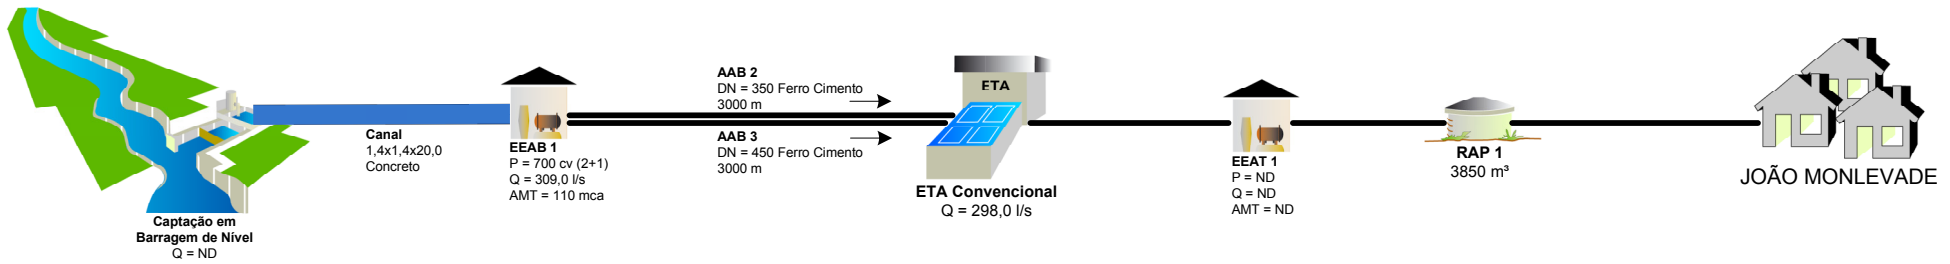 Captação em
Barragem de Nível
Q = ND
Canal
1,4x1,4x20,0
Concreto
EEAB 1
P = 700 cv (2+1)
Q = 309,0 l/s
AMT = 110 mca
AAB 2
DN = 350 Ferro Cimento
3000 m
AAB 3
DN = 450 Ferro Cimento
3000 m
ETA
ETA Convencional
Q = 298,0 l/s
EEAT 1
P = ND
Q = ND
AMT = ND
RAP 1
3850 m³
JOÃO MONLEVADE